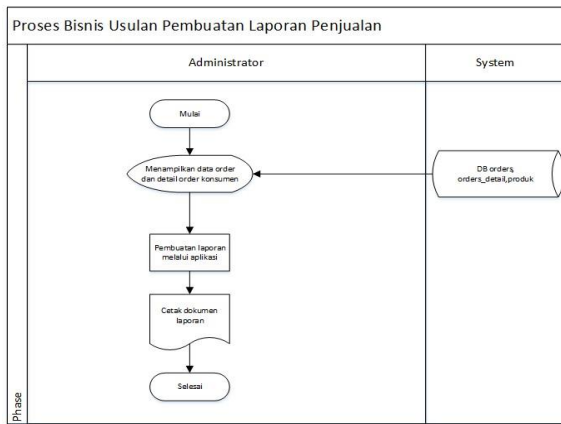 Proses Bisnis Usulan Pembuatan Laporan Penjualan
Administrator
System
Mulai
Menampilkan data order
dan detail order konsumen
DB orders,
orders_detail,produk
Pembuatan laporan
melalui aplikasi
Cetak dokumen
laporan
Selesai
Phase